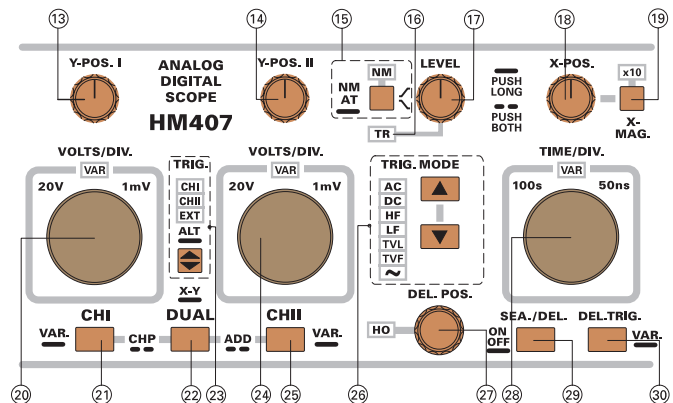 13 14 15 16 17 18 19
Y-POS. I
ANALOG
DIGITAL
SCOPE
HM407
Y-POS. II
NM
AT
NM
LEVEL
TR
PUSH
LONG
PUSH
BOTH
X-POS.
x10
X-
MAG.
VOLTS/DIV.
VAR
20V 1mV
TRIG.
CHI
CHII
EXT
ALT
X-Y
VOLTS/DIV.
VAR
20V 1mV
TRIG. MODE
AC
DC
HF
LF
TVL
TVF
~
TIME/DIV.
VAR
100s 50ns
VAR.
CHI
CHP
DUAL
ADD
CHII
VAR.
DEL. POS.
HO
ON
OFF
SEA./DEL.
DEL.TRIG.
VAR.
20 21 22 23 24 25 26 27 28 29 30